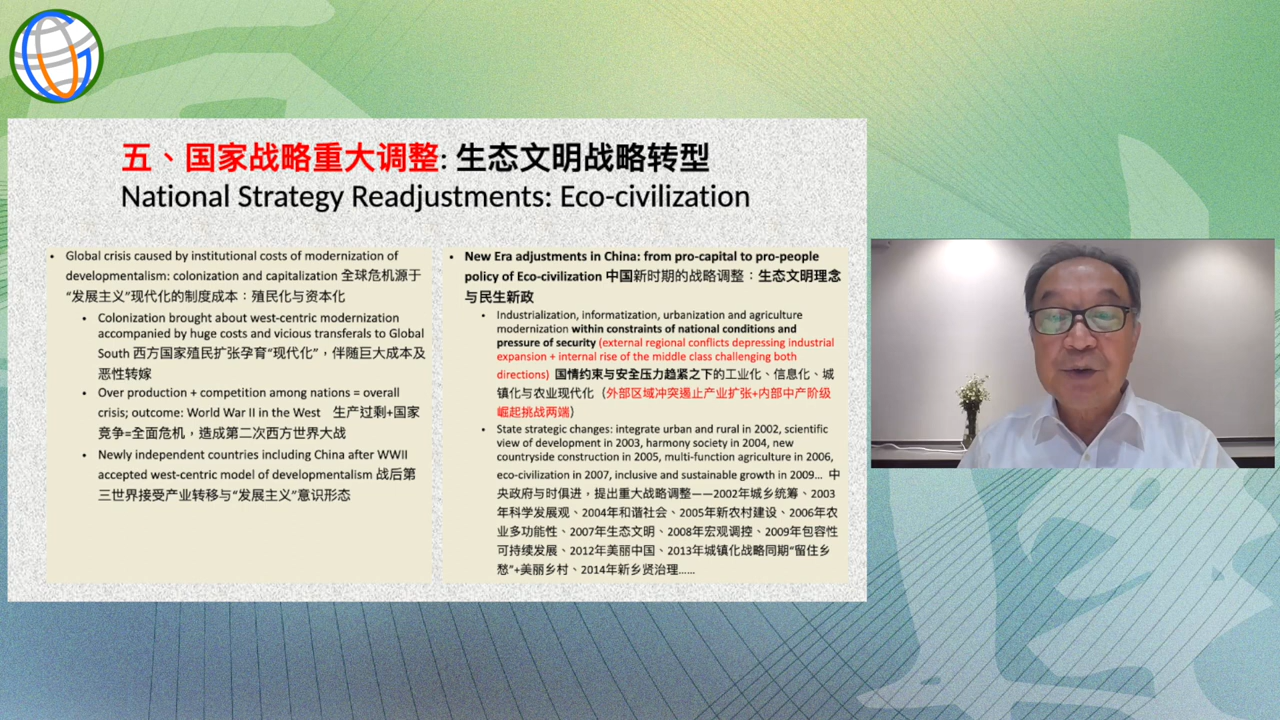 五、国家战略重大调整: 生态文明战略转型
National Strategy Readjustments: Eco-civilization
• Global crisis caused by institutional costs of modernization of
developmentalism: colonization and capitalization 全球危机源于
“发展主义”现代化的制度成本：殖民化与资本化
• Colonization brought about west-centric modernization
accompanied by huge costs and vicious transferals to Global
South 西方国家殖民扩张孕育“现代化”，伴随巨大成本及
恶性转嫁
• Over production + competition among nations = overall
crisis; outcome: World War II in the West 生产过剩+国家
竞争=全面危机，造成第二次西方世界大战
• Newly independent countries including China after WWII
accepted west-centric model of developmentalism 战后第
三世界接受产业转移与“发展主义”意识形态
• New Era adjustments in China: from pro-capital to pro-people
policy of Eco-civilization 中国新时期的战略调整：生态文明理念
与民生新政
• Industrialization, informatization, urbanization and agriculture
modernization within constraints of national conditions and
pressure of security (external regional conflicts depressing industrial
expansion + internal rise of the middle class challenging both
directions) 国情约束与安全压力趋紧之下的工业化、信息化、城
镇化与农业现代化（外部区域冲突遏止产业扩张+内部中产阶级
崛起挑战两端）
• State strategic changes: integrate urban and rural in 2002, scientific
view of development in 2003, harmony society in 2004, new
countryside construction in 2005, multi-function agriculture in 2006,
eco-civilization in 2007, inclusive and sustainable growth in 2009... 中
央政府与时俱进，提出重大战略调整——2002年城乡统筹、2003
年科学发展观、2004年和谐社会、2005年新农村建设、2006年农
业多功能性、2007年生态文明、2008年宏观调控、2009年包容性
可持续发展、2012年美丽中国、2013年城镇化战略同期“留住乡
愁”+美丽乡村、2014年新乡贤治理……